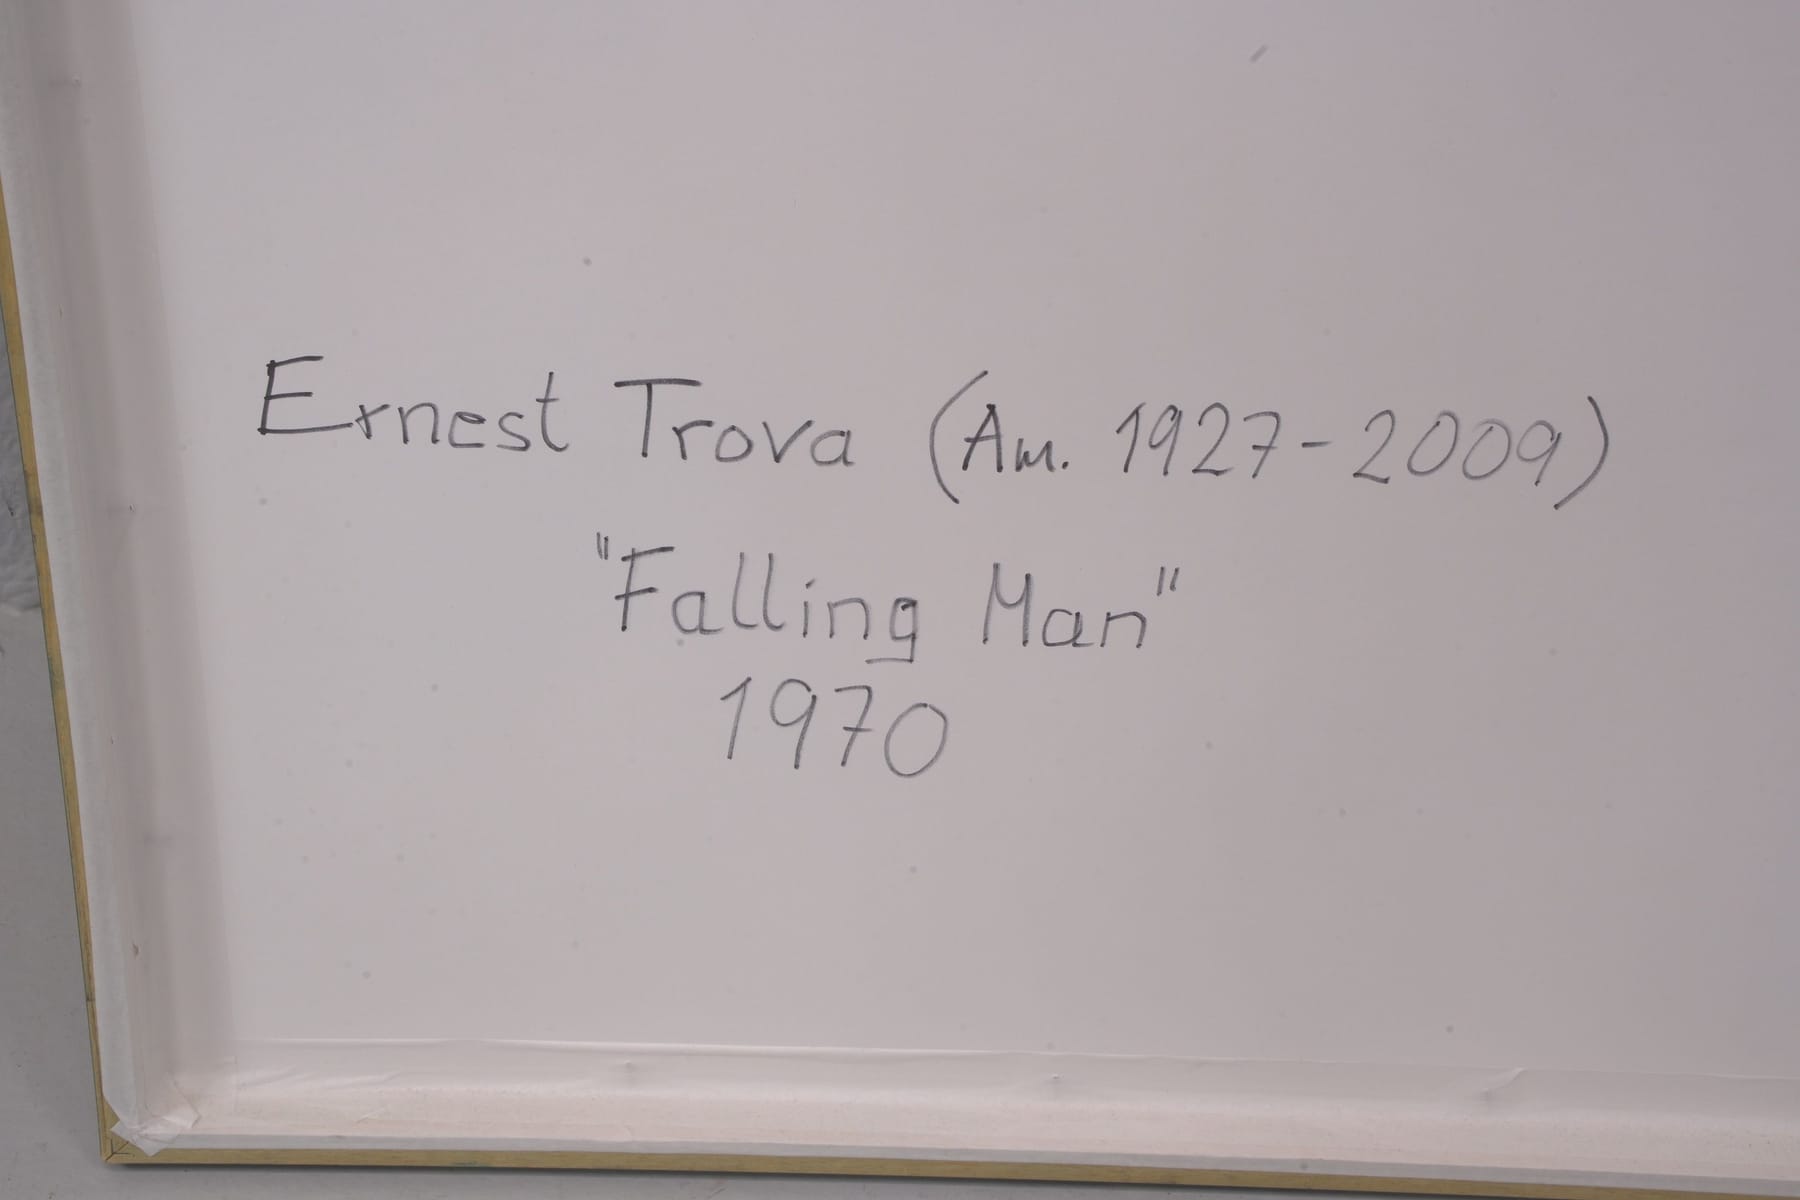 Ernest Trova (Am. 1927-2009)
"Falling Man"
1970